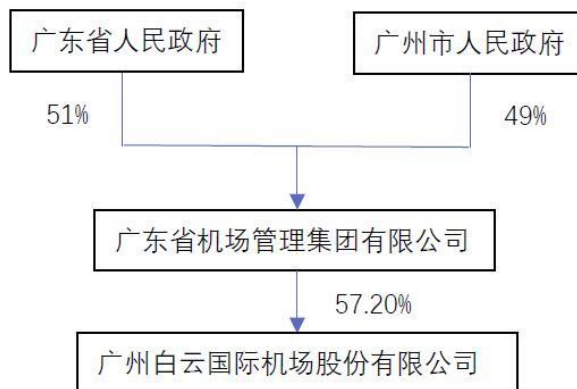 广东省人民政府
广州市人民政府
51%
49%
广东省机场管理集团有限公司
57.20%
广州白云国际机场股份有限公司